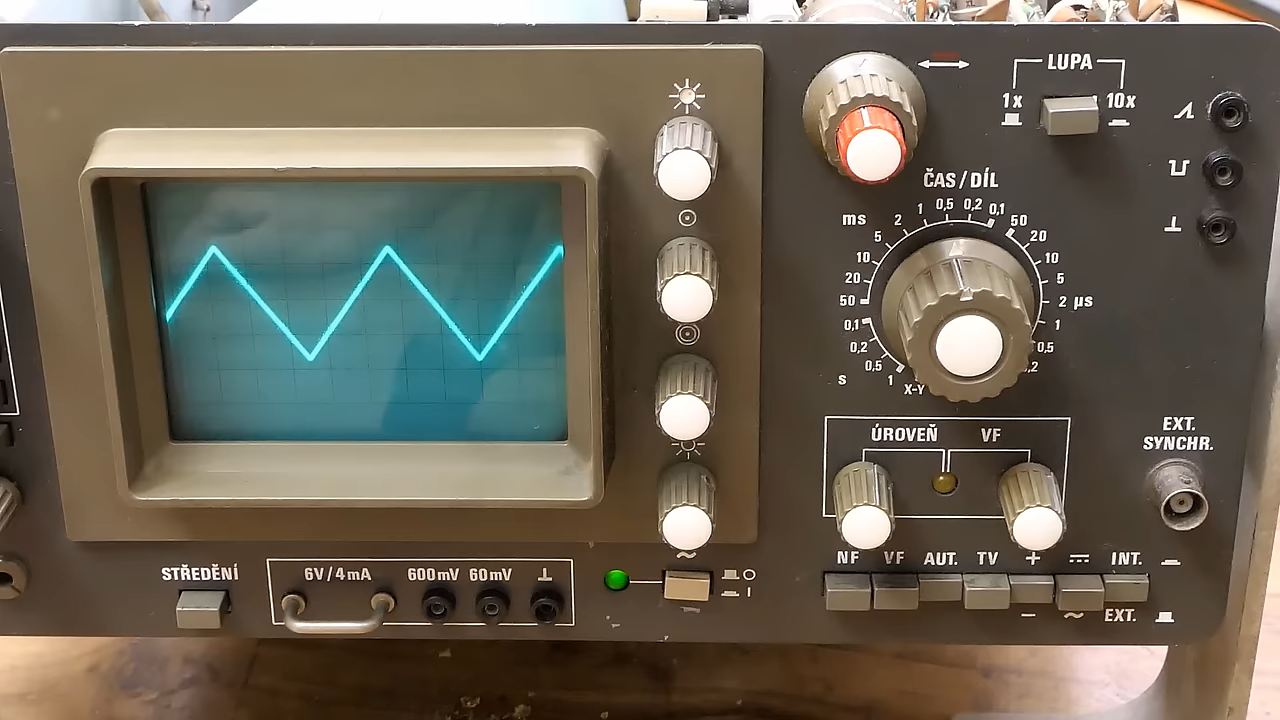 LUPA
1x 10x
ČAS/DÍL
ms 5 2 1 0,5 0,2 0,1 50 20
10 10
20 5
50 2 µs
0,1 1
0,2 0,5
s 0,5 1 X-Y ,2
ÚROVEŇ VF
EXT.
SYNCHR.
NF VF AUT. TV + INT.
− ~ EXT.
STŘEDĚNÍ
6V/4mA 600mV 60mV
~
I